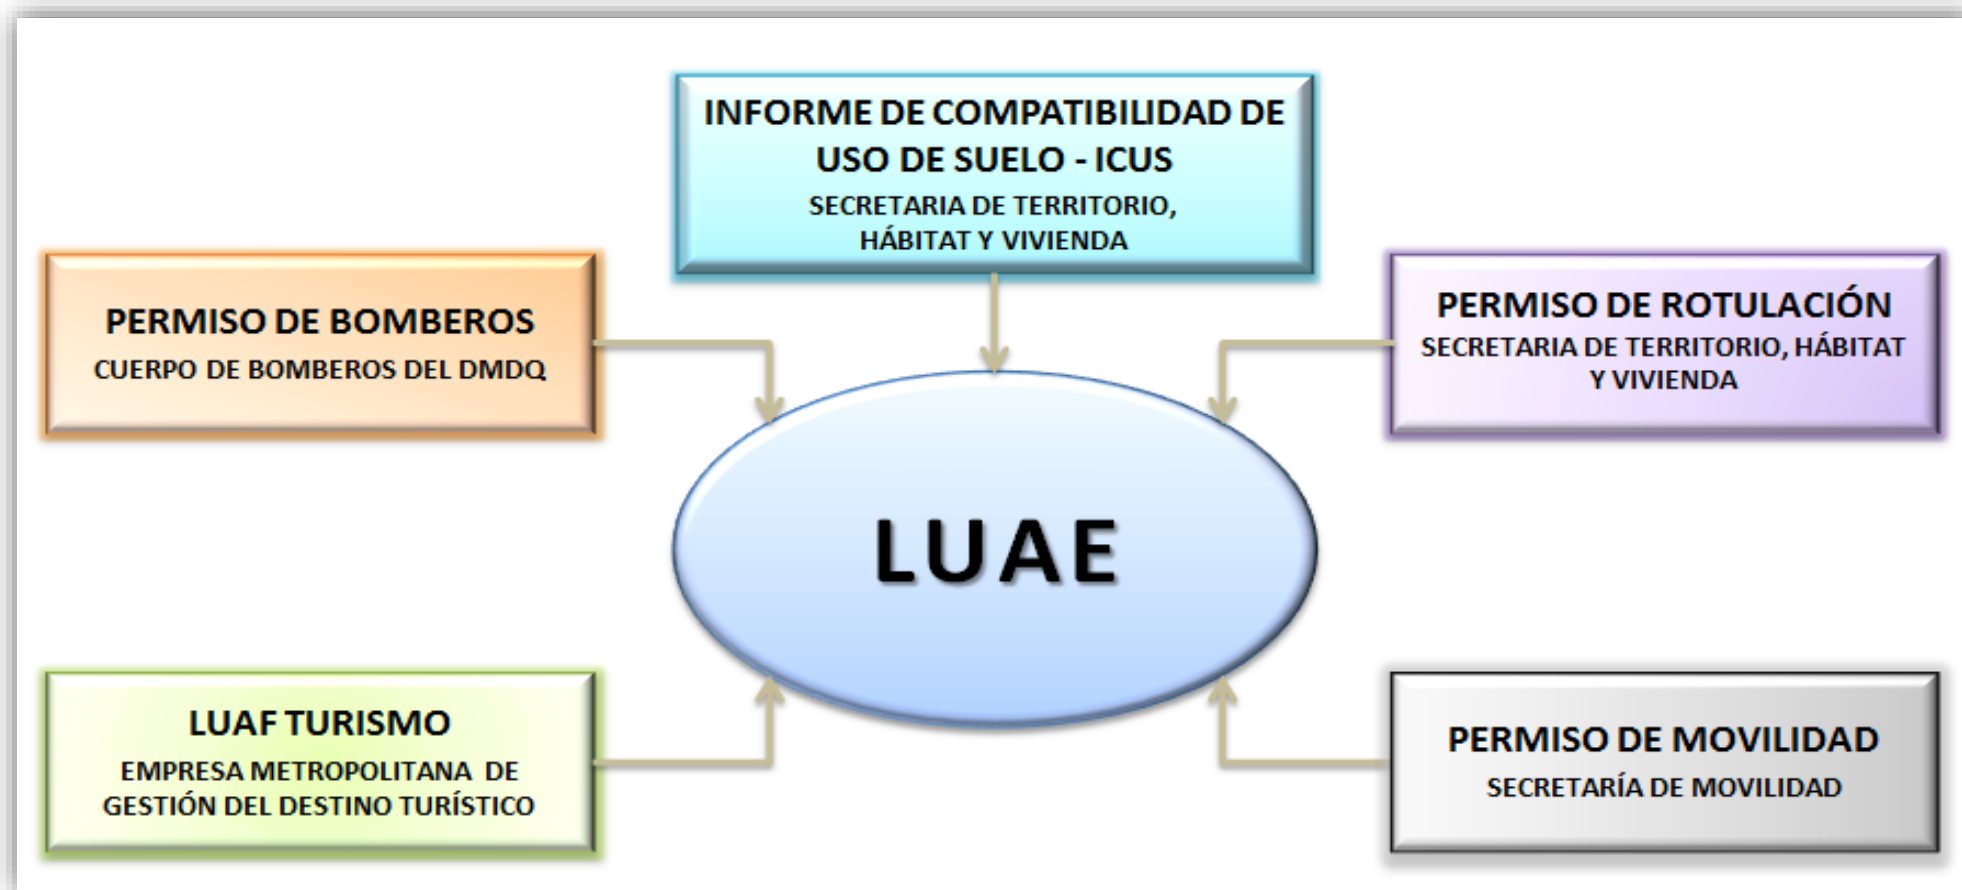 INFORME DE COMPATIBILIDAD DE
USO DE SUELO - ICUS
SECRETARIA DE TERRITORIO,
HÁBITAT Y VIVIENDA
PERMISO DE BOMBEROS
CUERPO DE BOMBEROS DEL DMDQ
PERMISO DE ROTULACIÓN
SECRETARIA DE TERRITORIO, HÁBITAT
Y VIVIENDA
LUAE
LUAF TURISMO
EMPRESA METROPOLITANA DE
GESTIÓN DEL DESTINO TURÍSTICO
PERMISO DE MOVILIDAD
SECRETARÍA DE MOVILIDAD